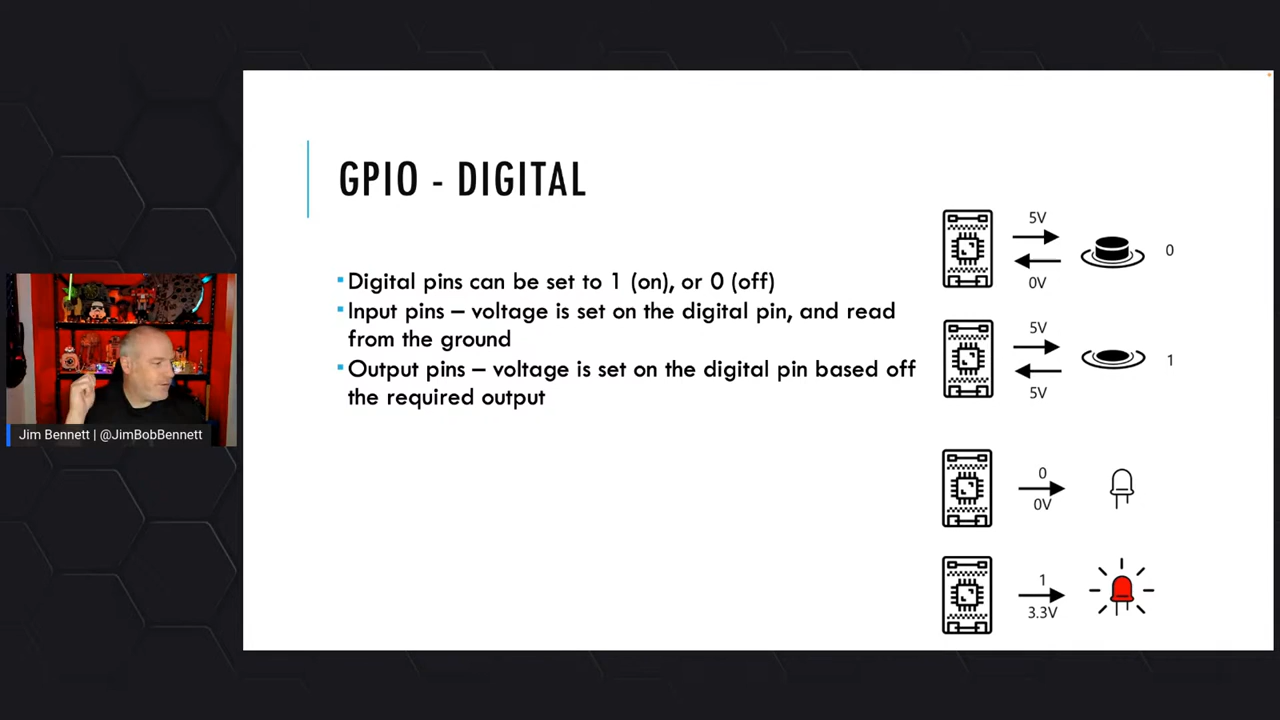 GPIO - DIGITAL
Digital pins can be set to 1 (on), or 0 (off)
Input pins – voltage is set on the digital pin, and read
from the ground
Output pins – voltage is set on the digital pin based off
the required output
5V
0
0V
5V
1
5V
0
0V
1
3.3V
Jim Bennett | @JimBobBennett